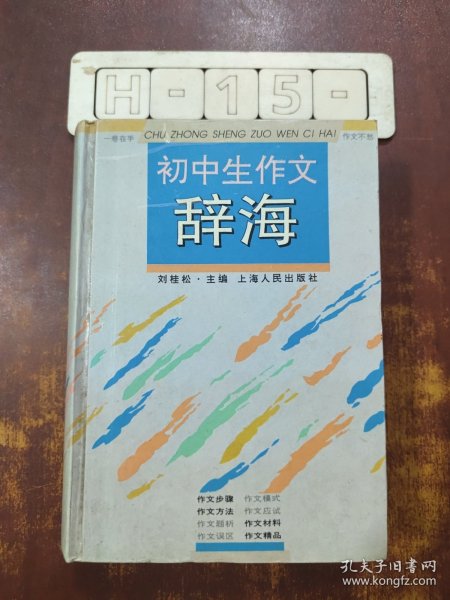 H-15-
一卷在手 CHU ZHONG SHENG ZUO WEN CI HAI 作文不愁
初中生作文
辞海
刘桂松·主编 上海人民出版社
作文步骤 作文模式
作文方法 作文应试
作文题析 作文材料
作文误区 作文精品
孔夫子旧书网
www.kongfz.com